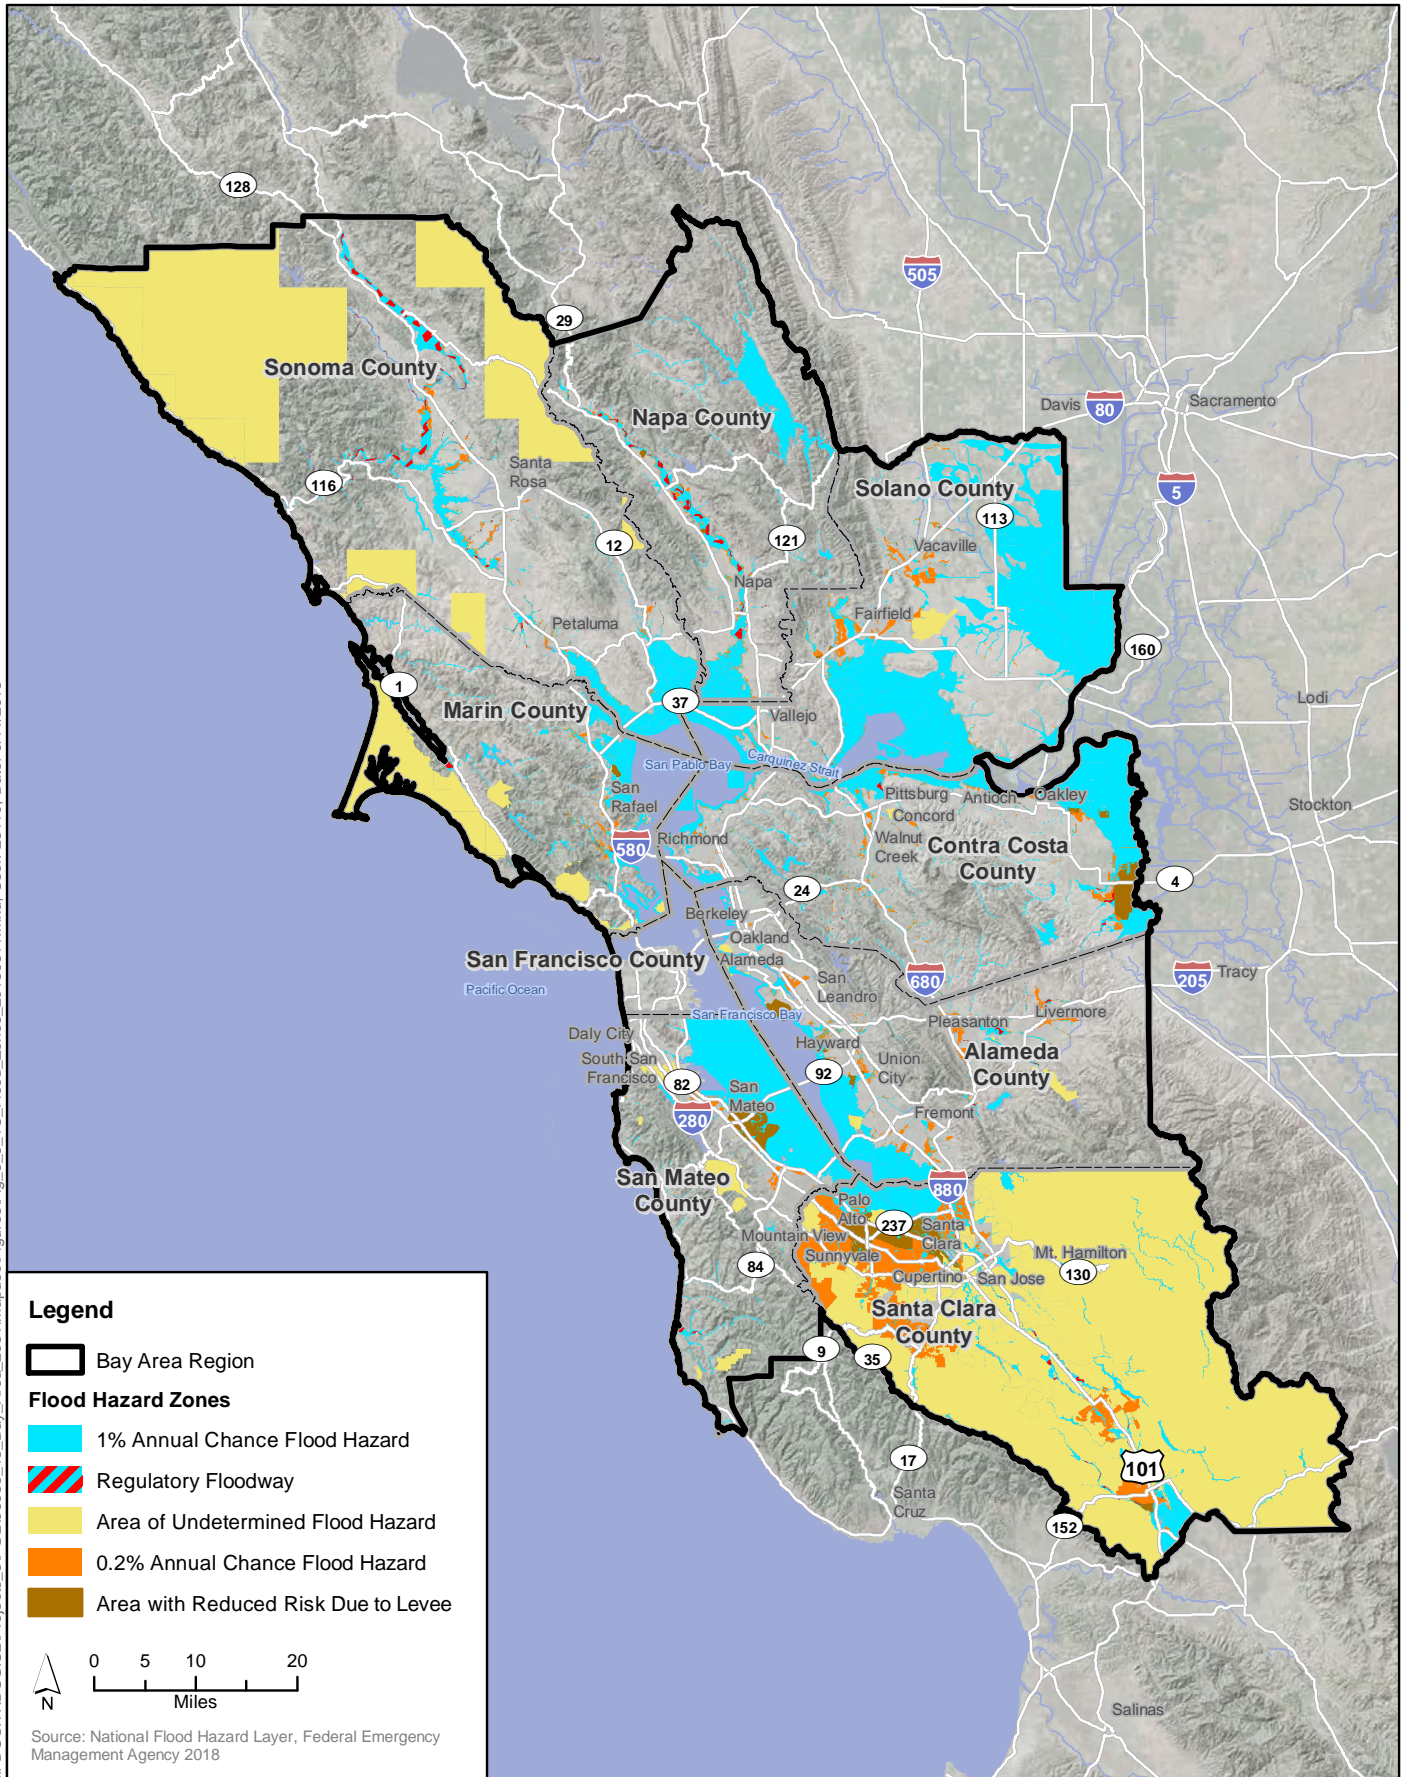 128
29
505
Sonoma County
Napa County
Davis
80
Sacramento
Santa
Rosa
116
Solano County
5
113
12
121
Vacaville
Napa
Fairfield
Petaluma
160
1
37
Lodi
Marin County
Vallejo
San Pablo Bay
Carquinez Strait
San
Rafael
Pittsburg
Antioch
Oakley
Concord
Stockton
580
Richmond
Walnut
Creek
Contra Costa
County
24
4
Berkeley
Oakland
Alameda
San Francisco County
San
Leandro
680
205
Tracy
Pacific Ocean
San Francisco Bay
Pleasanton
Livermore
Daly City
Hayward
Alameda
County
South San
Francisco
82
92
Union
City
San
Mateo
280
Fremont
San Mateo
County
880
Palo
Alto
237
Santa
Clara
Mountain View
Sunnyvale
Mt. Hamilton
84
Cupertino
San Jose
130
Santa Clara
County
9
35
17
101
Santa
Cruz
152
Salinas
Legend
Bay Area Region
Flood Hazard Zones
1% Annual Chance Flood Hazard
Regulatory Floodway
Area of Undetermined Flood Hazard
0.2% Annual Chance Flood Hazard
Area with Reduced Risk Due to Levee
N
0 5 10 20
Miles
Source: National Flood Hazard Layer, Federal Emergency
Management Agency 2018